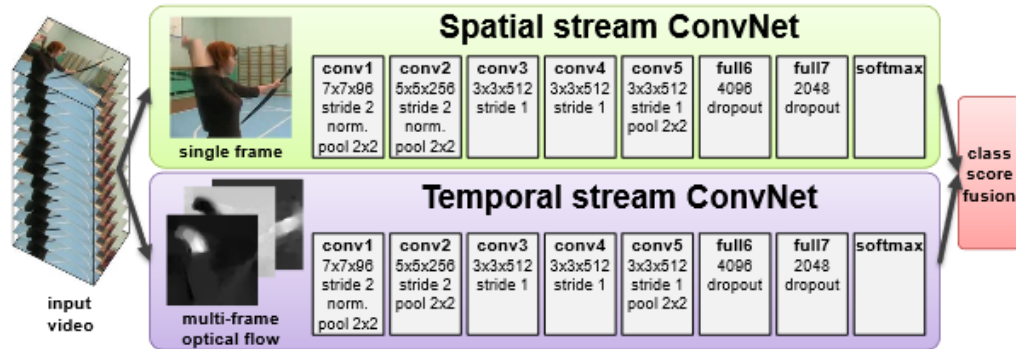 Spatial stream ConvNet
conv1
7x7x96
stride 2
norm.
pool 2x2
conv2
5x5x256
stride 2
norm.
pool 2x2
conv3
3x3x512
stride 1
conv4
3x3x512
stride 1
conv5
3x3x512
stride 1
pool 2x2
full6
4096
dropout
full7
2048
dropout
softmax
single frame
Temporal stream ConvNet
conv1
7x7x96
stride 2
norm.
pool 2x2
conv2
5x5x256
stride 2
pool 2x2
conv3
3x3x512
stride 1
conv4
3x3x512
stride 1
conv5
3x3x512
stride 1
pool 2x2
full6
4096
dropout
full7
2048
dropout
softmax
multi-frame
optical flow
input
video
class
score
fusion